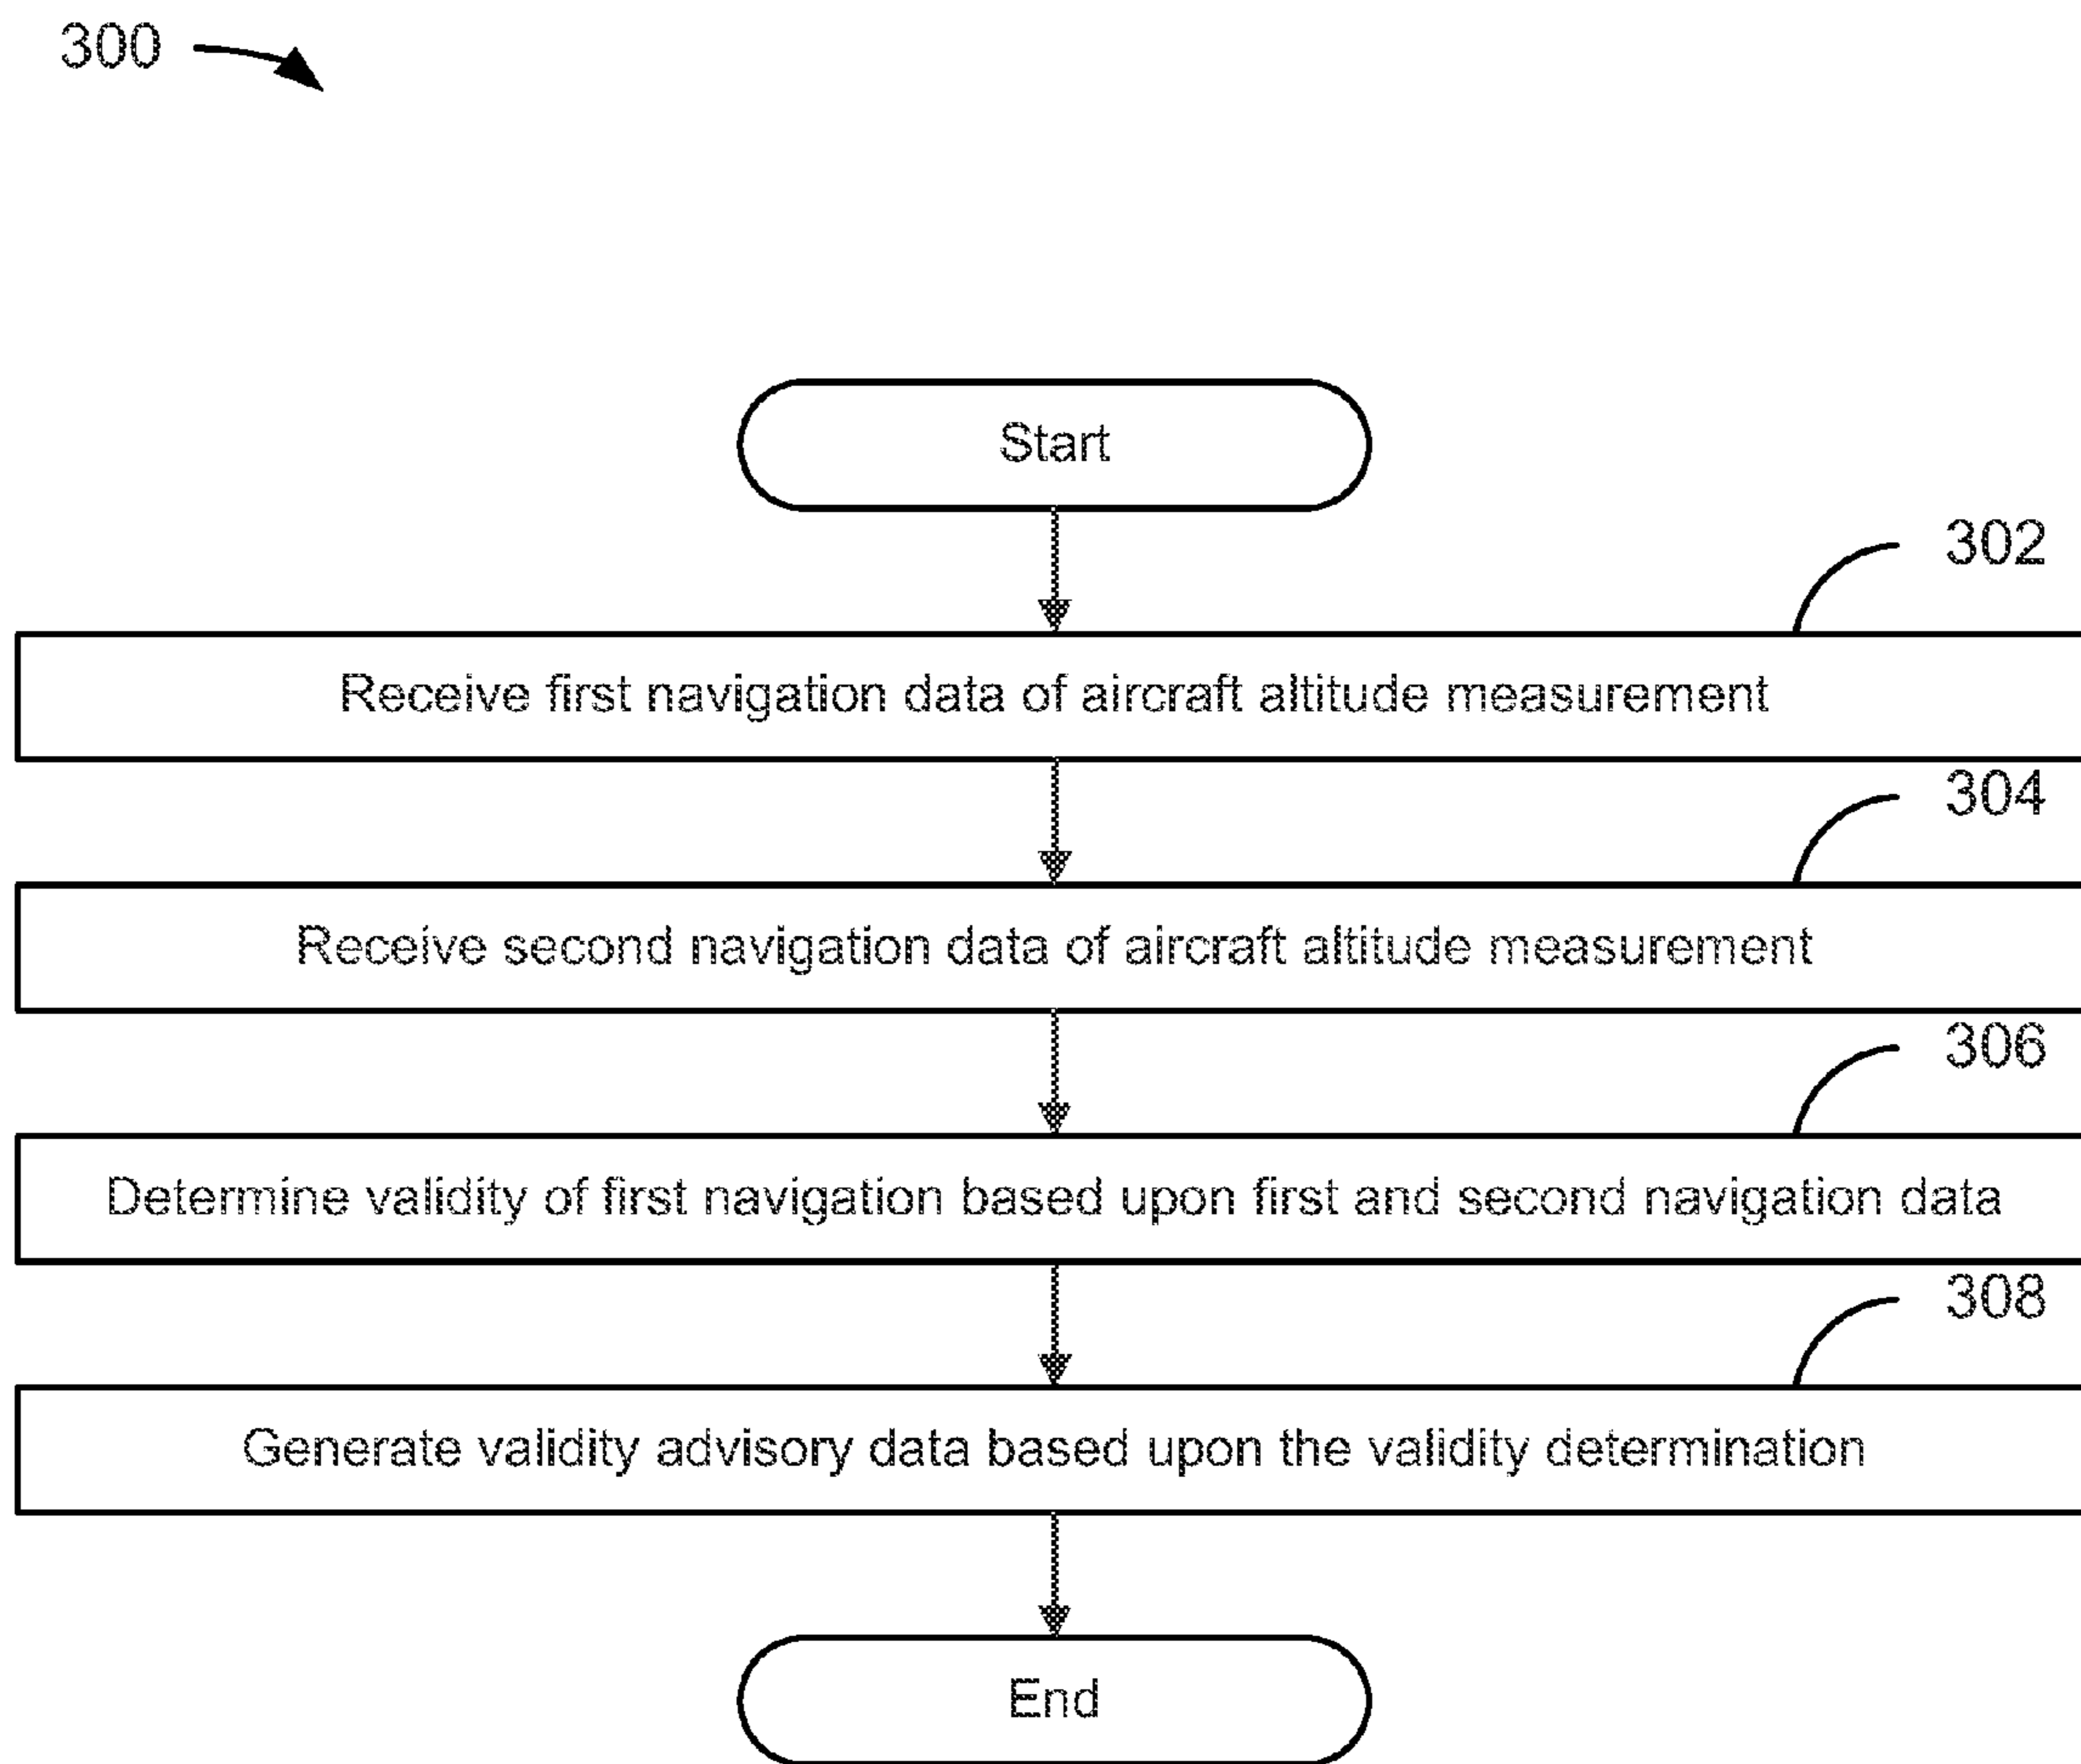 300
Start
302
Receive first navigation data of aircraft altitude measurement
304
Receive second navigation data of aircraft altitude measurement
306
Determine validity of first navigation based upon first and second navigation data
308
Generate validity advisory data based upon the validity determination
End